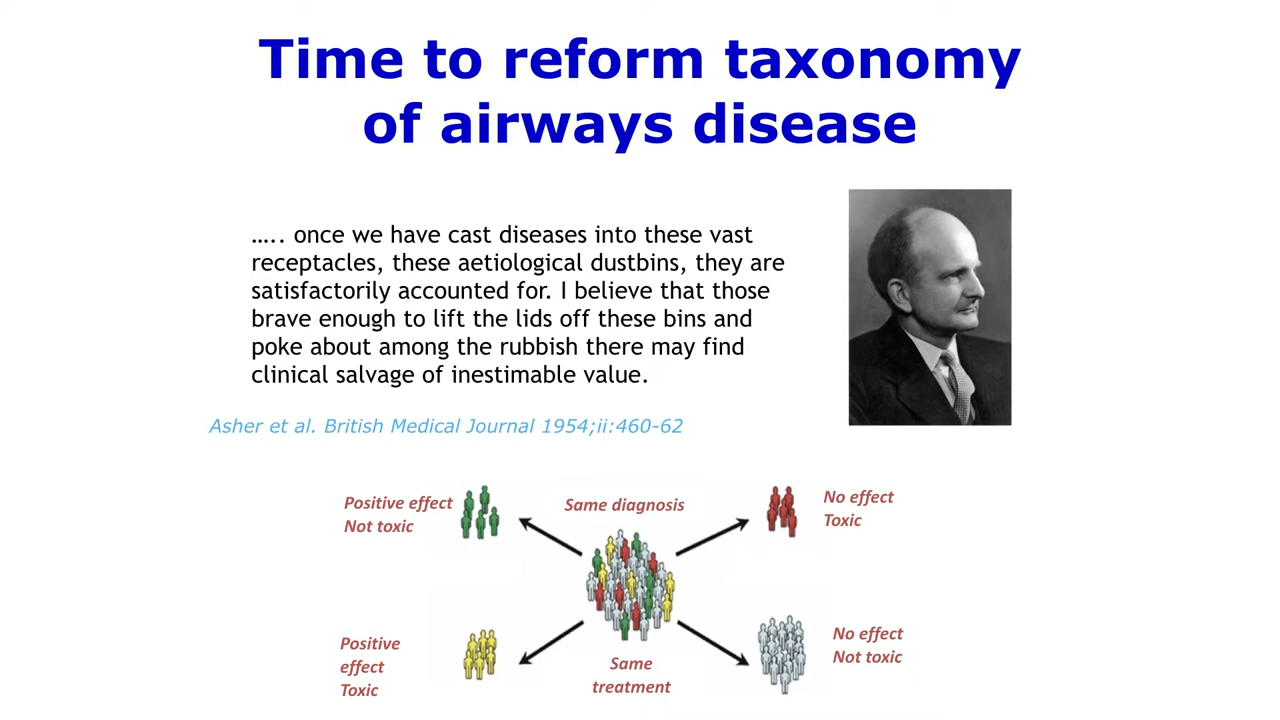 Time to reform taxonomy
of airways disease
….. once we have cast diseases into these vast
receptacles, these aetiological dustbins, they are
satisfactorily accounted for. I believe that those
brave enough to lift the lids off these bins and
poke about among the rubbish there may find
clinical salvage of inestimable value.
Asher et al. British Medical Journal 1954;ii:460-62
Positive effect
Not toxic
Same diagnosis
No effect
Toxic
Positive
effect
Toxic
Same
treatment
No effect
Not toxic